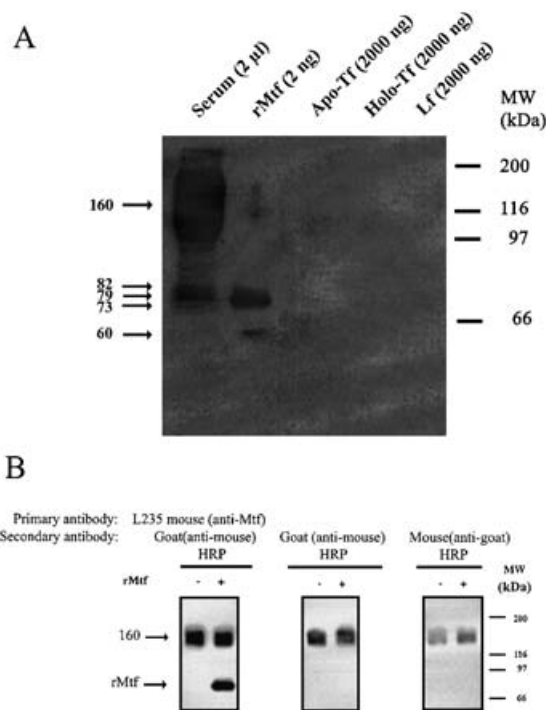 A
Serum (2 µl)
rMtf (2 ng)
Apo-Tf (2000 ng)
Holo-Tf (2000 ng)
Lf (2000 ng)
MW
(kDa)
160
82
79
73
60
200
116
97
66
B
Primary antibody: L235 mouse (anti-Mtf)
Secondary antibody: Goat(anti-mouse) Goat (anti-mouse) Mouse(anti-goat)
HRP HRP HRP
MW
(kDa)
rMtf - + - + - +
160
rMtf
200
116
97
66